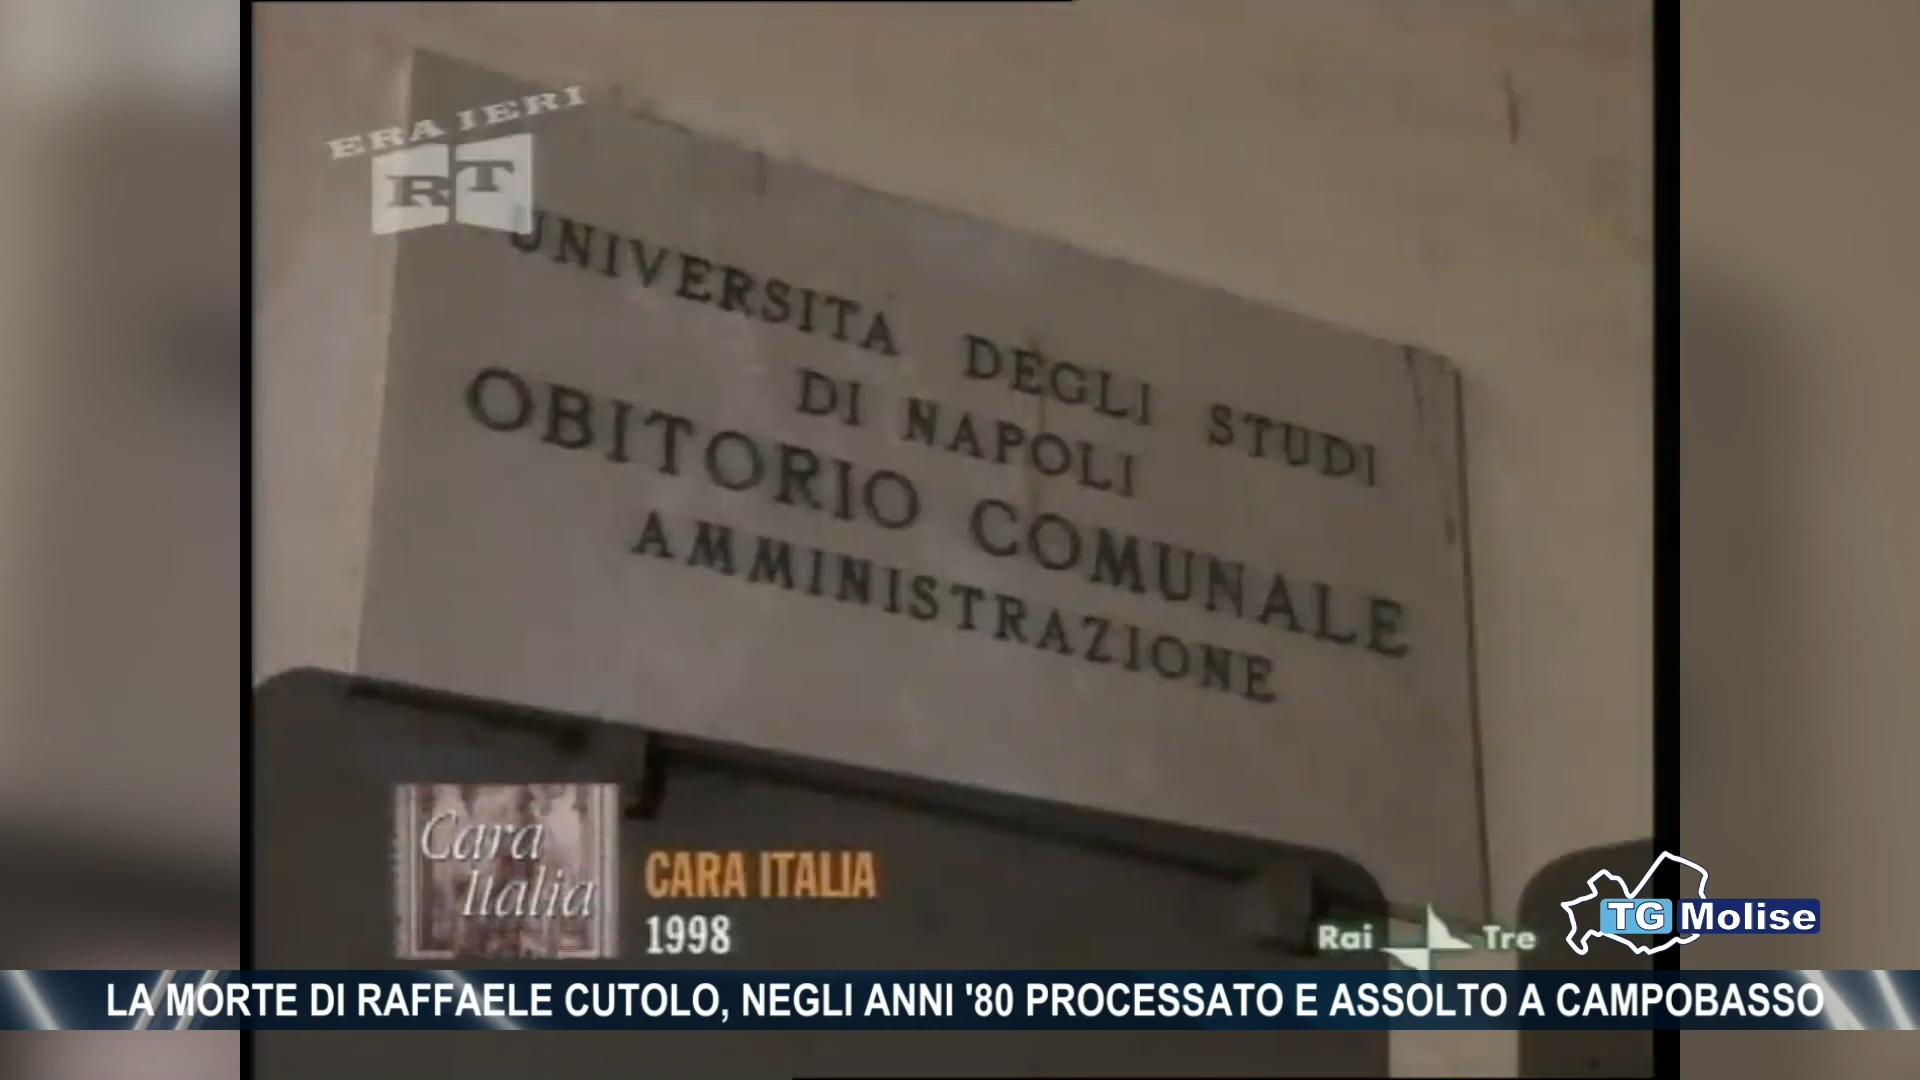 ERA IERI
RT
UNIVERSITA DEGLI STUDI
DI NAPOLI
OBITORIO COMUNALE
AMMINISTRAZIONE
Cara
Italia
CARA ITALIA
1998
Rai Tre
TG Molise
LA MORTE DI RAFFAELE CUTOLO, NEGLI ANNI '80 PROCESSATO E ASSOLTO A CAMPOBASSO